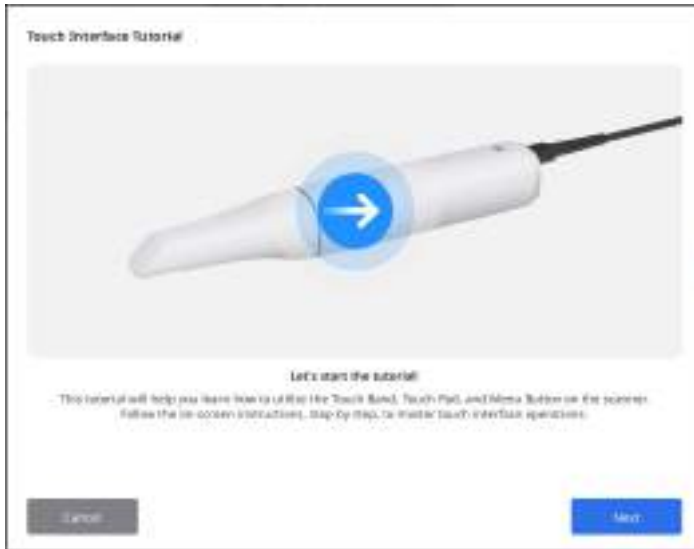 Touch Interface Tutorial
Let's start the tutorial!
This tutorial will help you learn how to utilize the Touch Band, Touch Pad, and Menu Button on the scanner.
Follow the on-screen instructions, step by step, to master touch interface operations.
Cancel
Next